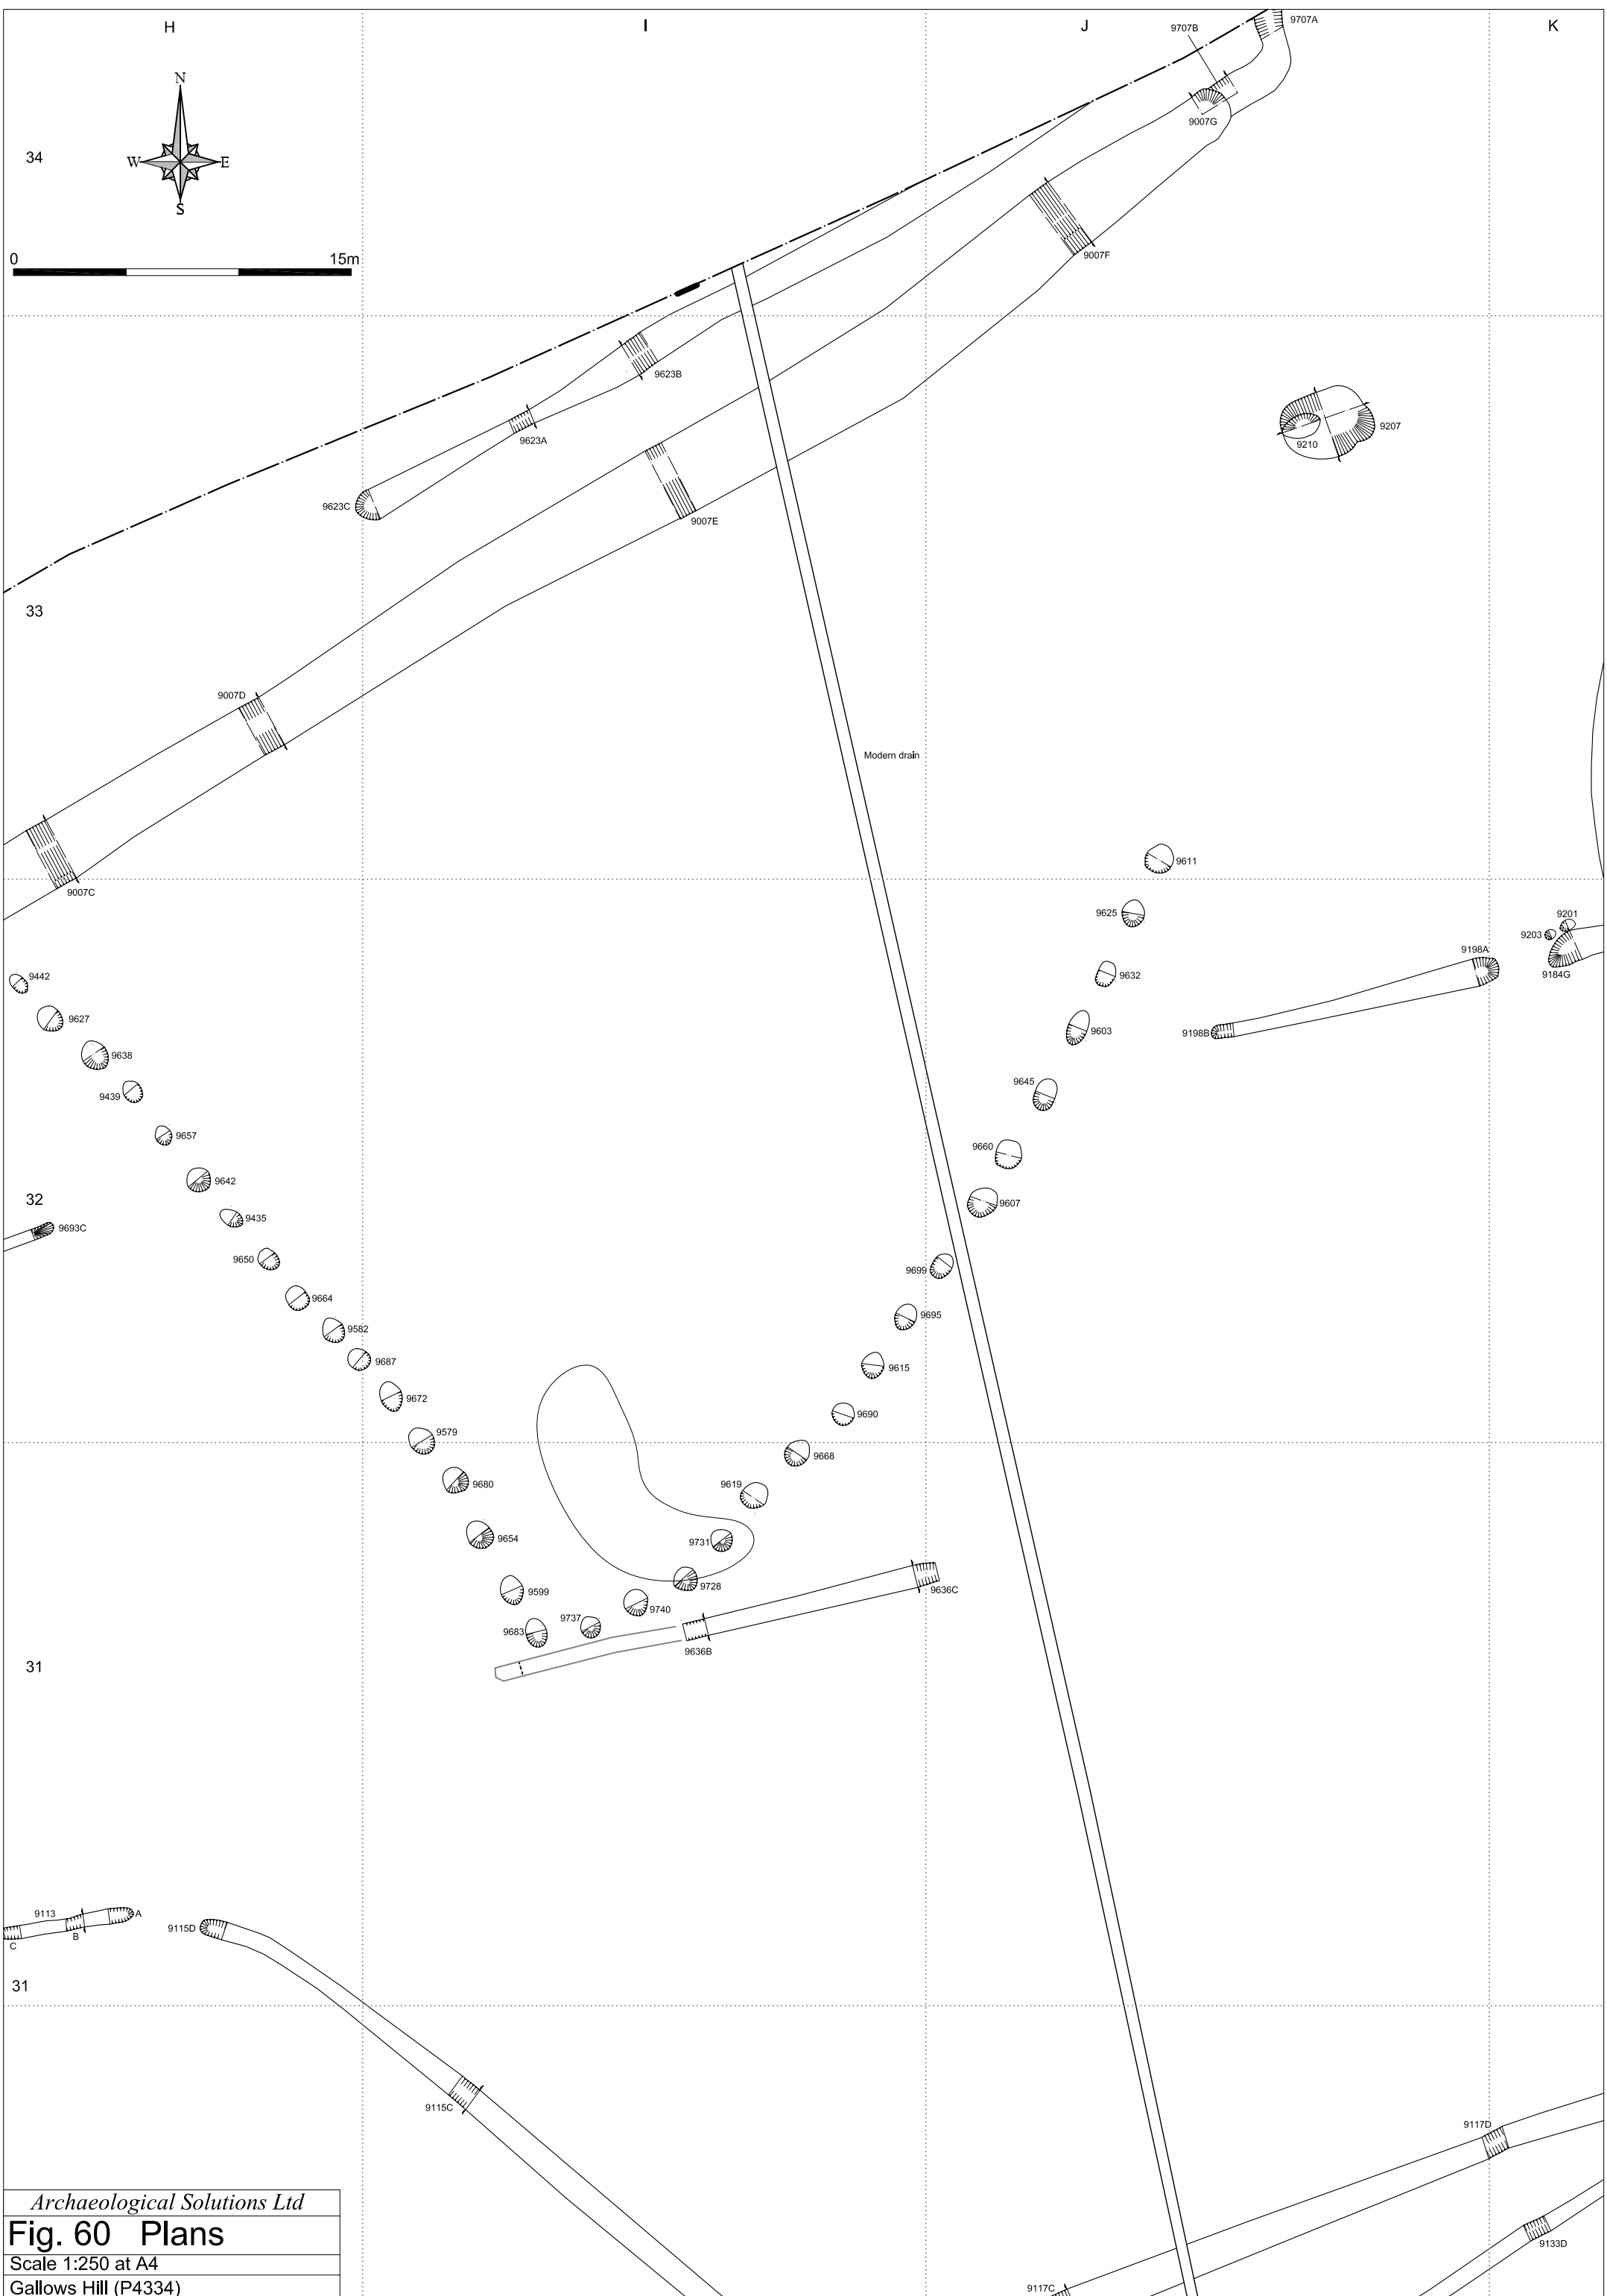 H I J K
9707A
9707B
N
9007G
34
W E
S
0 15m
9007F
9623B
9623A
9207
9210
9623C
9007E
33
9007D
Modern drain
9611
9007C
9625
9201
9203
9198A
9442
9632
9184G
9627
9603
9198B
9638
9645
9439
9657
9660
9642
32
9607
9435
9693C
9650
9699
9664
9695
9582
9687
9615
9672
9690
9579
9668
9680
9619
9654
9731
9728
9636C
9599
9740
9737
9683
9636B
31
9113 A
9115D
B
C
31
9115C
9117D
Archaeological Solutions Ltd
Fig. 60 Plans
9133D
Scale 1:250 at A4
Gallows Hill (P4334)
9117C